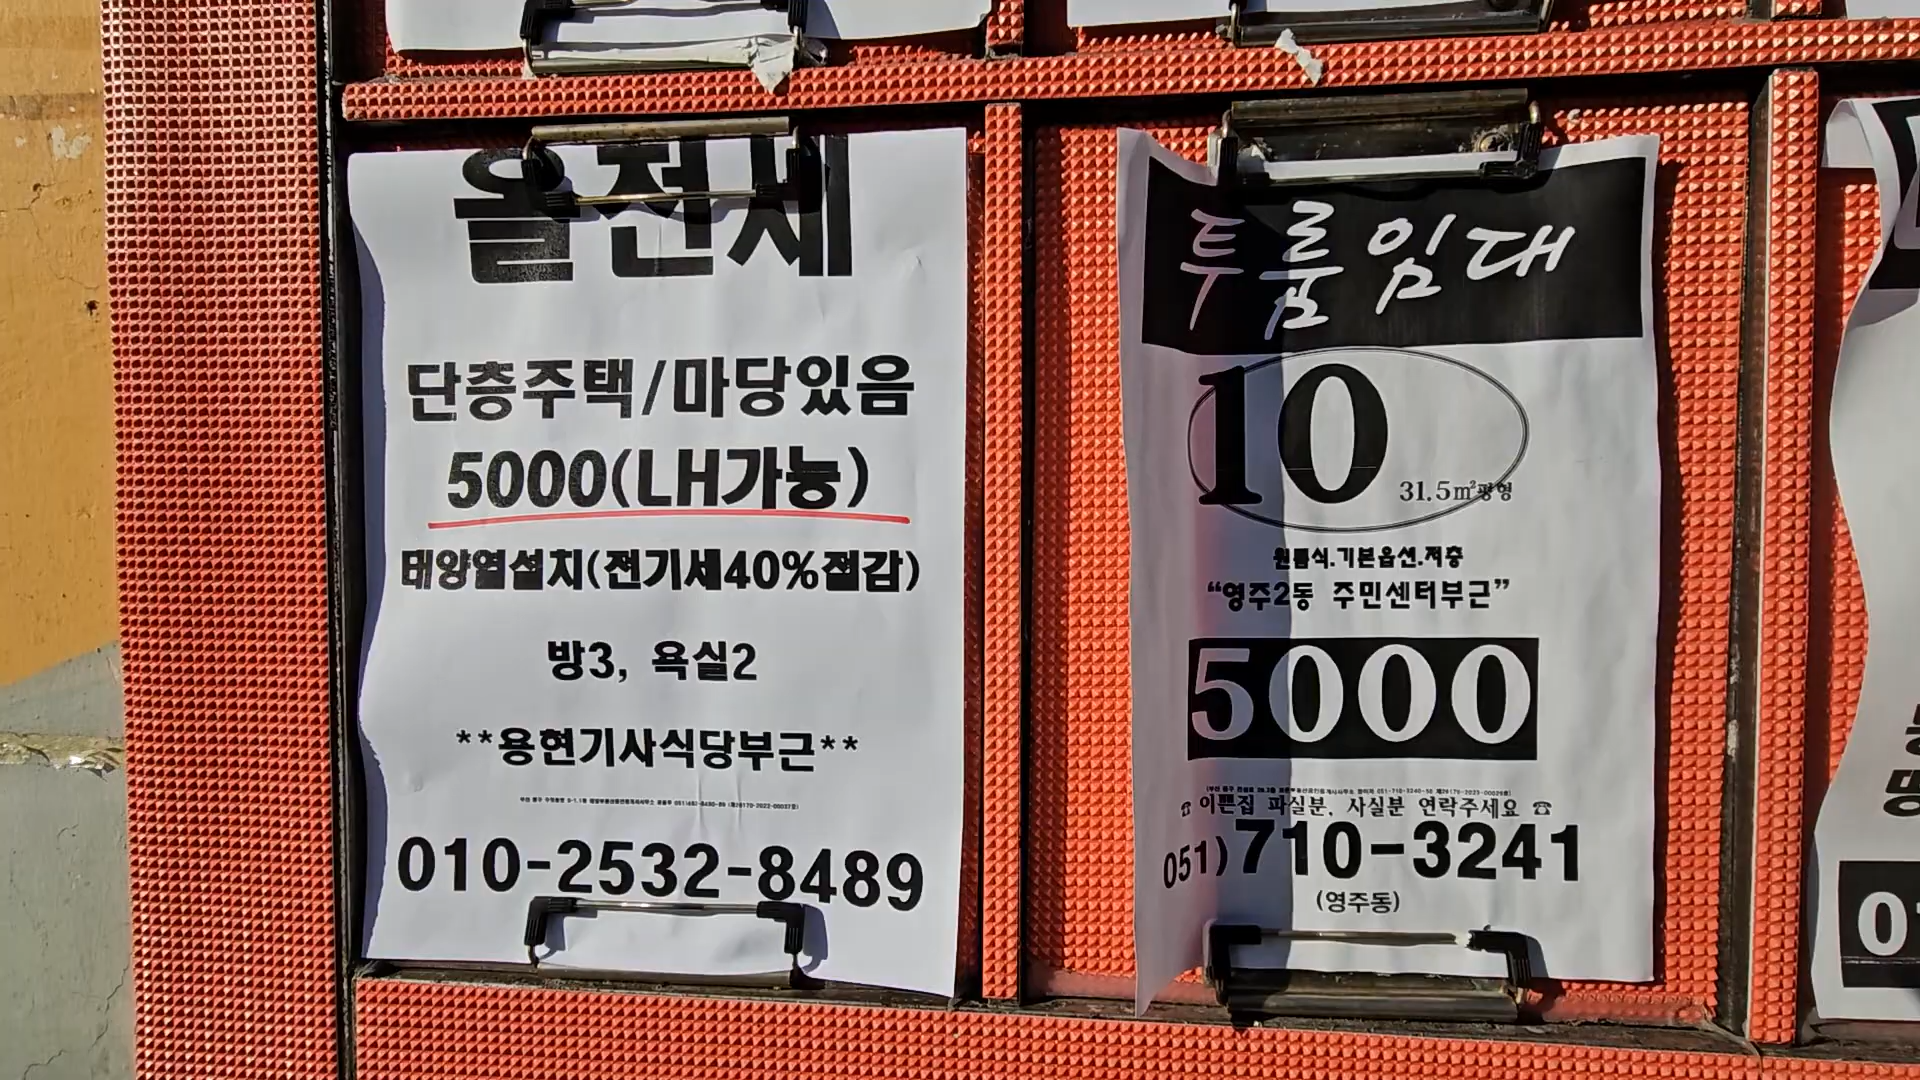 올전세
단층주택/마당있음
5000(LH가능)
태양열설치(전기세40%절감)
방3, 욕실2
**용현기사식당부근**
010-2532-8489
투룸임대
10
31.5㎡평형
원룸식.기본옵션.저층
“영주2동 주민센터부근”
5000
☎ 이쁜집 파실분, 사실분 연락주세요 ☎
051)710-3241
(영주동)